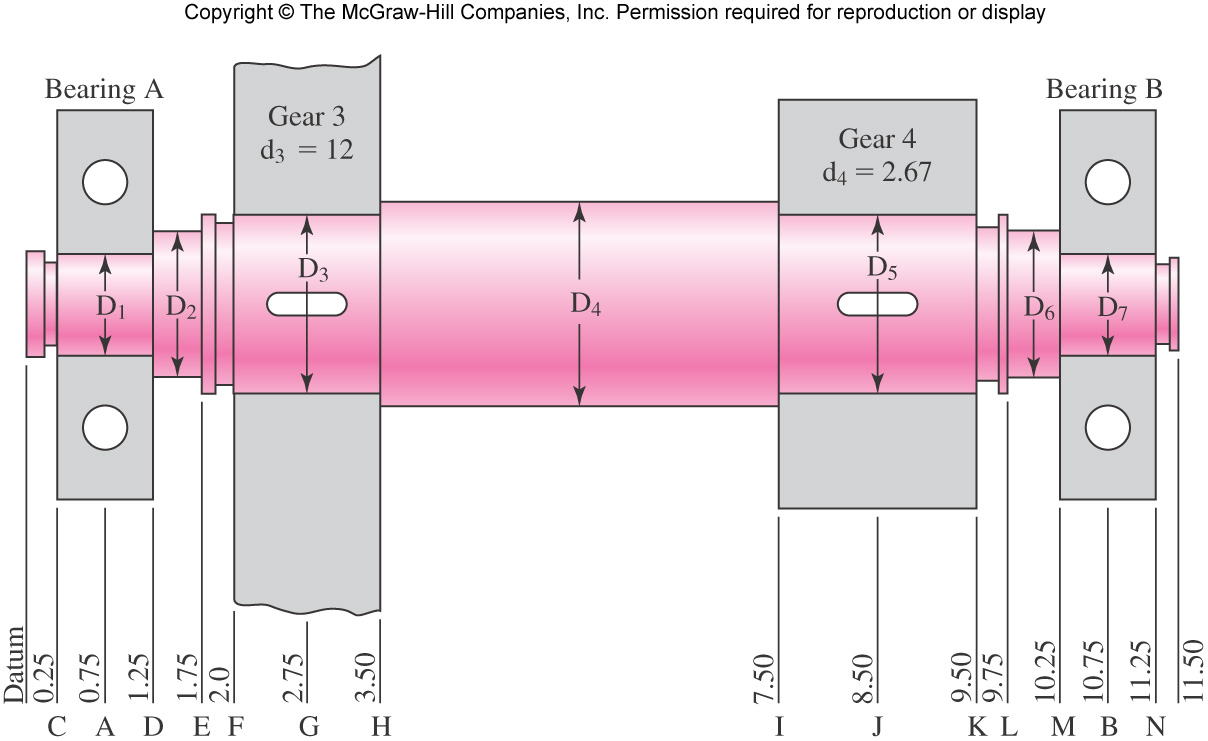 Copyright © The McGraw-Hill Companies, Inc. Permission required for reproduction or display
Bearing A
Bearing B
Gear 3
d₃ = 12
Gear 4
d₄ = 2.67
D₁
D₂
D₃
D₄
D₅
D₆
D₇
Datum
0.25
0.75
1.25
1.75
2.0
2.75
3.50
7.50
8.50
9.50
9.75
10.25
10.75
11.25
11.50
C A D E F G H I J K L M B N